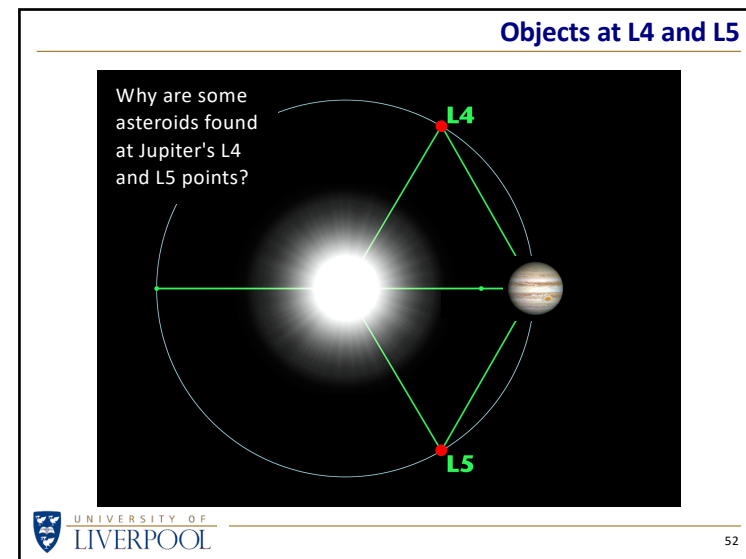 Objects at L4 and L5
Why are some
asteroids found
at Jupiter's L4
and L5 points?
L4
L5
UNIVERSITY OF
LIVERPOOL
52